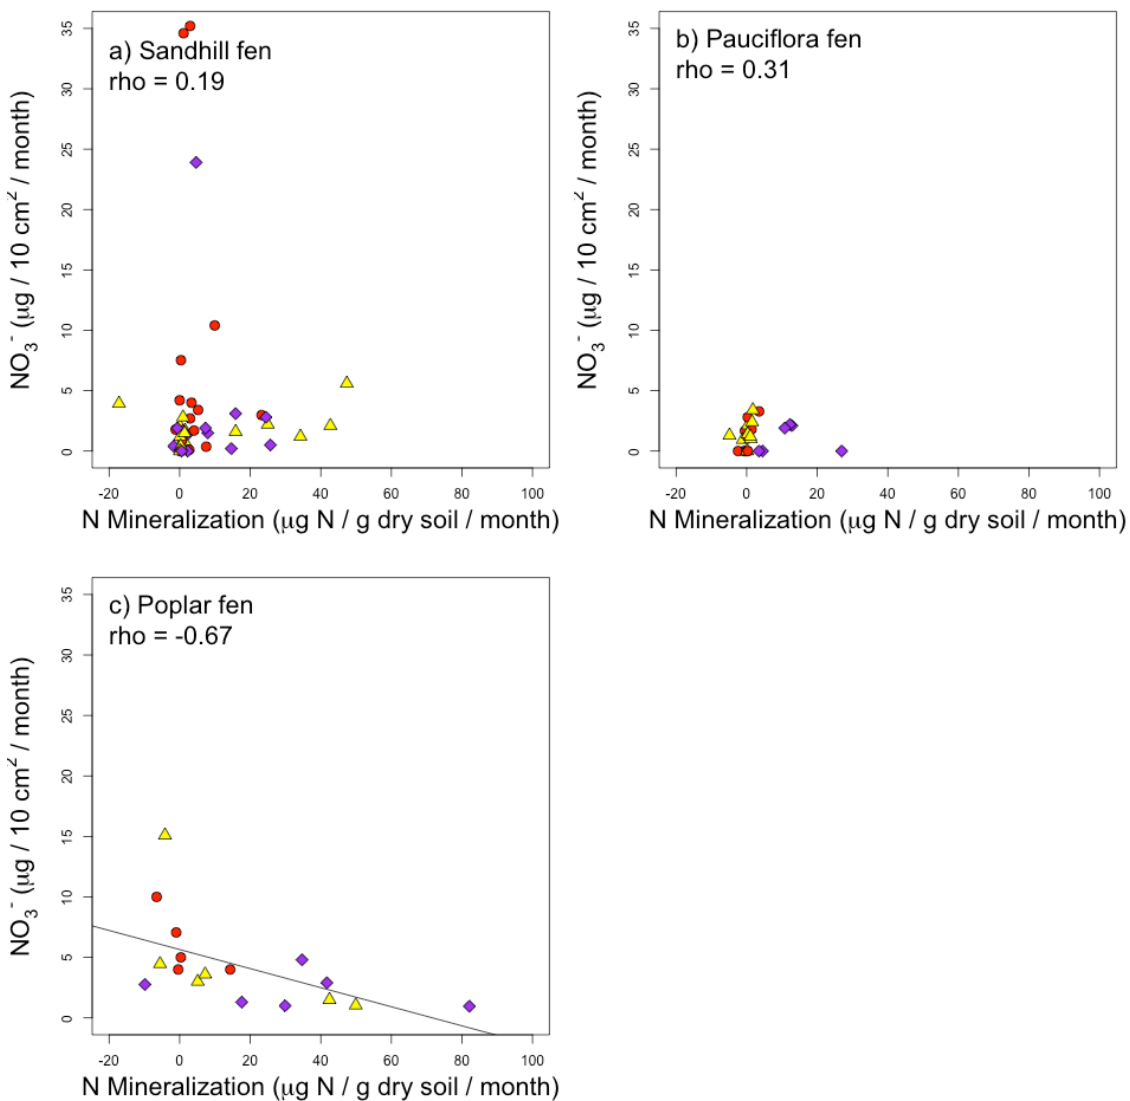 a) Sandhill fen
rho = 0.19
35
30
25
20
15
10
5
0
NO₃⁻ (μg / 10 cm² / month)
-20 0 20 40 60 80 100
N Mineralization (μg N / g dry soil / month)
b) Pauciflora fen
rho = 0.31
35
30
25
20
15
10
5
0
NO₃⁻ (μg / 10 cm² / month)
-20 0 20 40 60 80 100
N Mineralization (μg N / g dry soil / month)
c) Poplar fen
rho = -0.67
35
30
25
20
15
10
5
0
NO₃⁻ (μg / 10 cm² / month)
-20 0 20 40 60 80 100
N Mineralization (μg N / g dry soil / month)